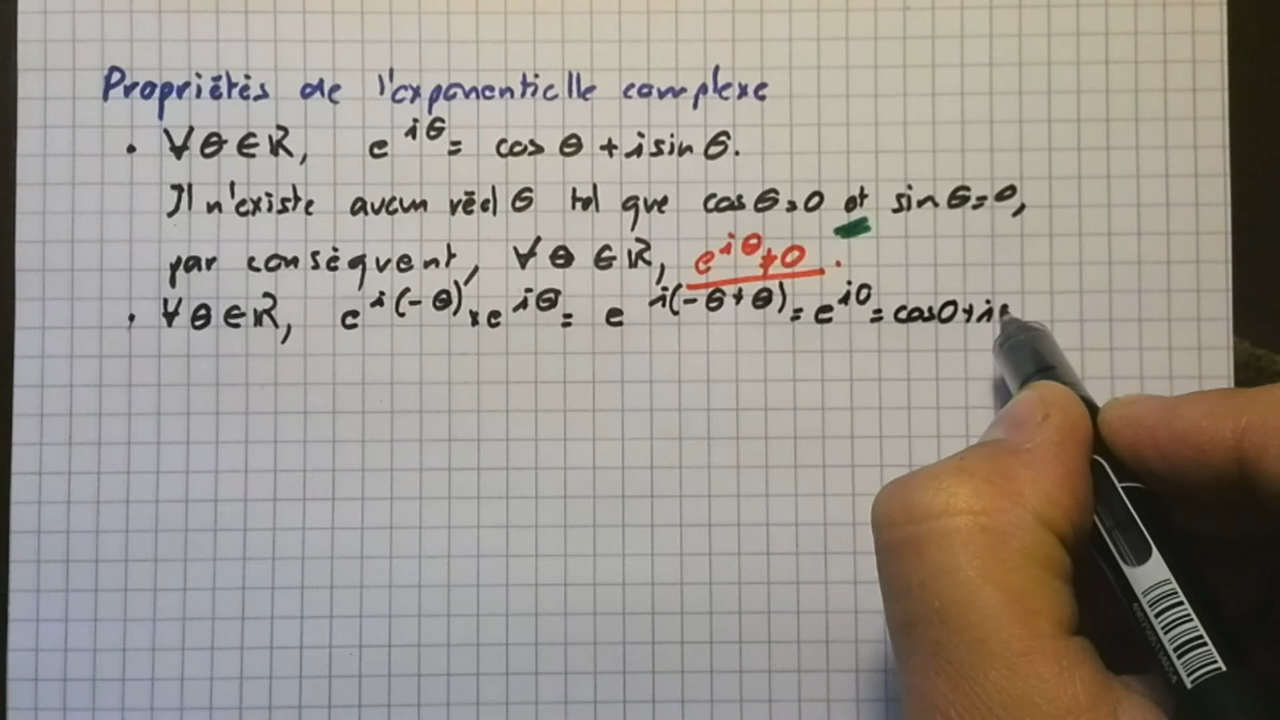 Propriétés de l'exponentielle complexe
• ∀θ∈ℝ, e^{iθ} = cos θ + i sin θ.
Il n'existe aucun réel θ tel que cos θ = 0 et sin θ = 0,
par conséquent, ∀θ∈ℝ, e^{iθ} ≠ 0.
• ∀θ∈ℝ, e^{i(-θ)} × e^{iθ} = e^{i(-θ+θ)} = e^{i0} = cos 0 + i